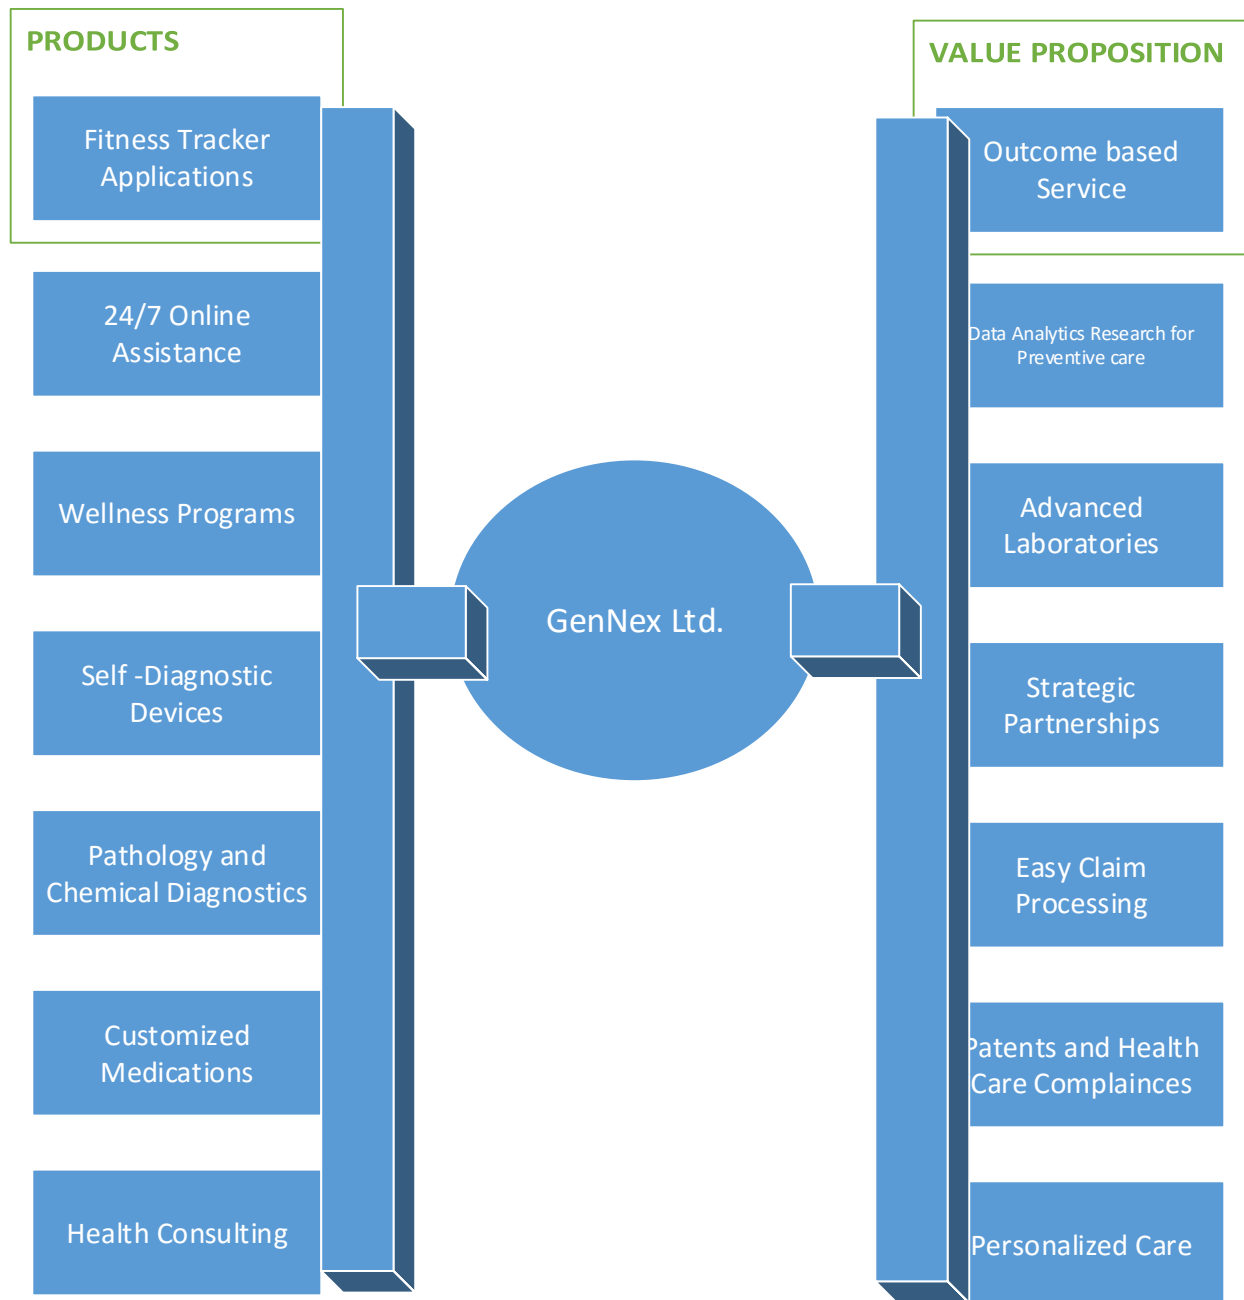 PRODUCTS
Fitness Tracker
Applications
24/7 Online
Assistance
Wellness Programs
Self -Diagnostic
Devices
Pathology and
Chemical Diagnostics
Customized
Medications
Health Consulting
GenNex Ltd.
VALUE PROPOSITION
Outcome based
Service
Data Analytics Research for
Preventive care
Advanced
Laboratories
Strategic
Partnerships
Easy Claim
Processing
Patents and Health
Care Complainces
Personalized Care